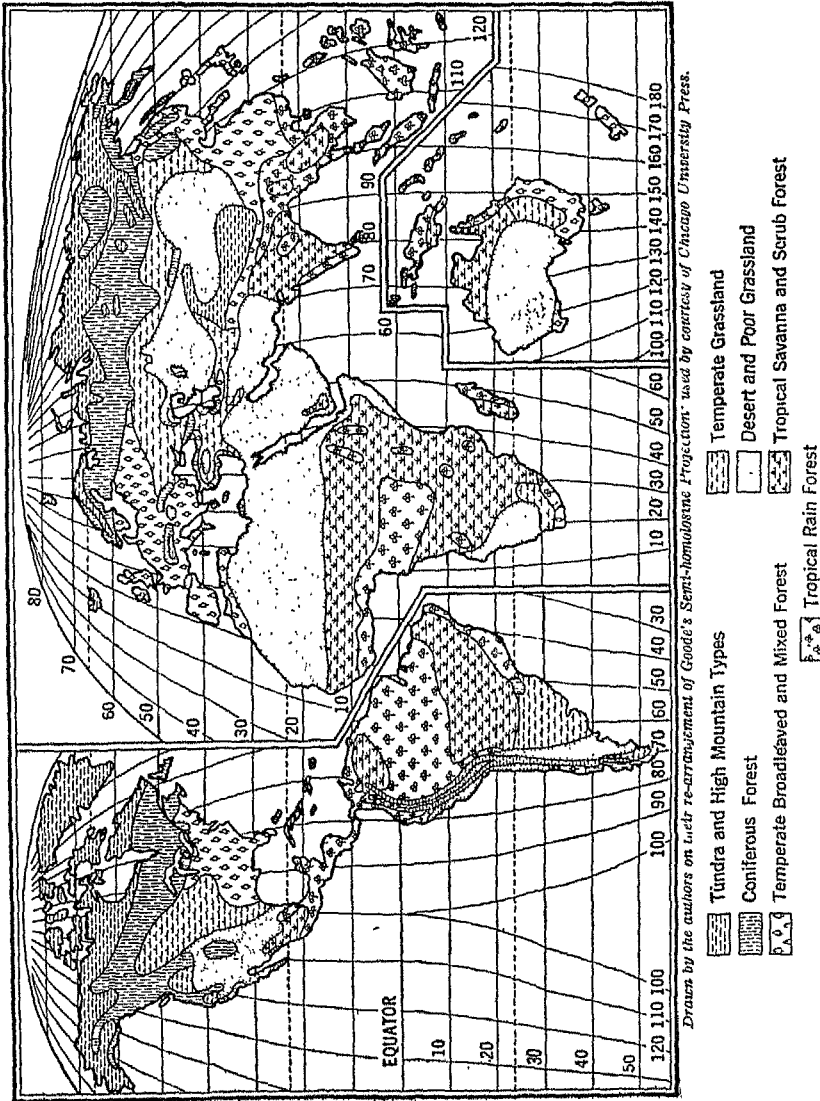 80
70
60
50
40
30
20
10
EQUATOR
10
20
30
40
50
120 110 100
100 90 80 70 60 50 40 30
10 20 30 40 50 60
60 70 80 90
110 120
100 110 120 130 140 150 160 170 180
Drawn by the authors on their re-arrangement of Goode's Semi-homolosine Projection used by courtesy of Chicago University Press.
Tundra and High Mountain Types
Coniferous Forest
Temperate Broadleaved and Mixed Forest
Temperate Grassland
Desert and Poor Grassland
Tropical Savanna and Scrub Forest
Tropical Rain Forest